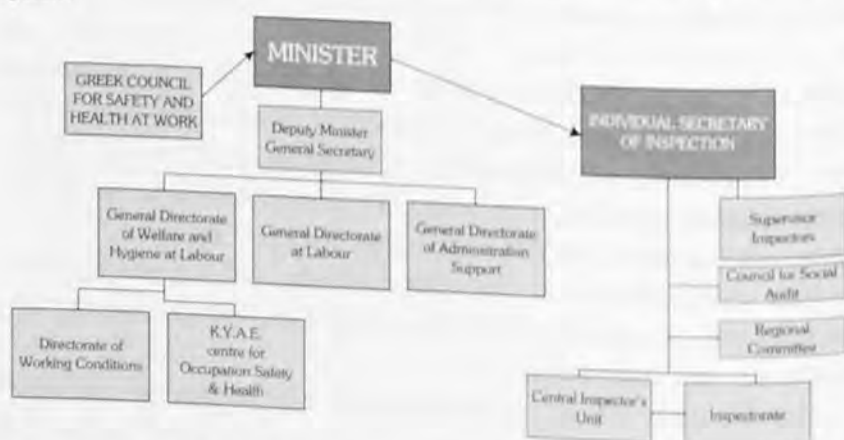 MINISTER
GREEK COUNCIL
FOR SAFETY AND
HEALTH AT WORK
Deputy Minister
General Secretary
INDIVIDUAL SECRETARY
OF INSPECTION
General Directorate
of Welfare and
Hygiene at Labour
General Directorate
at Labour
General Directorate
of Administration
Support
Supervisor
Inspectors
Council for Social
Audit
Regional
Committee
Directorate of
Working Conditions
K.Y.A.E.
centre for
Occupation Safety
& Health
Central Inspector's
Unit
Inspectorate